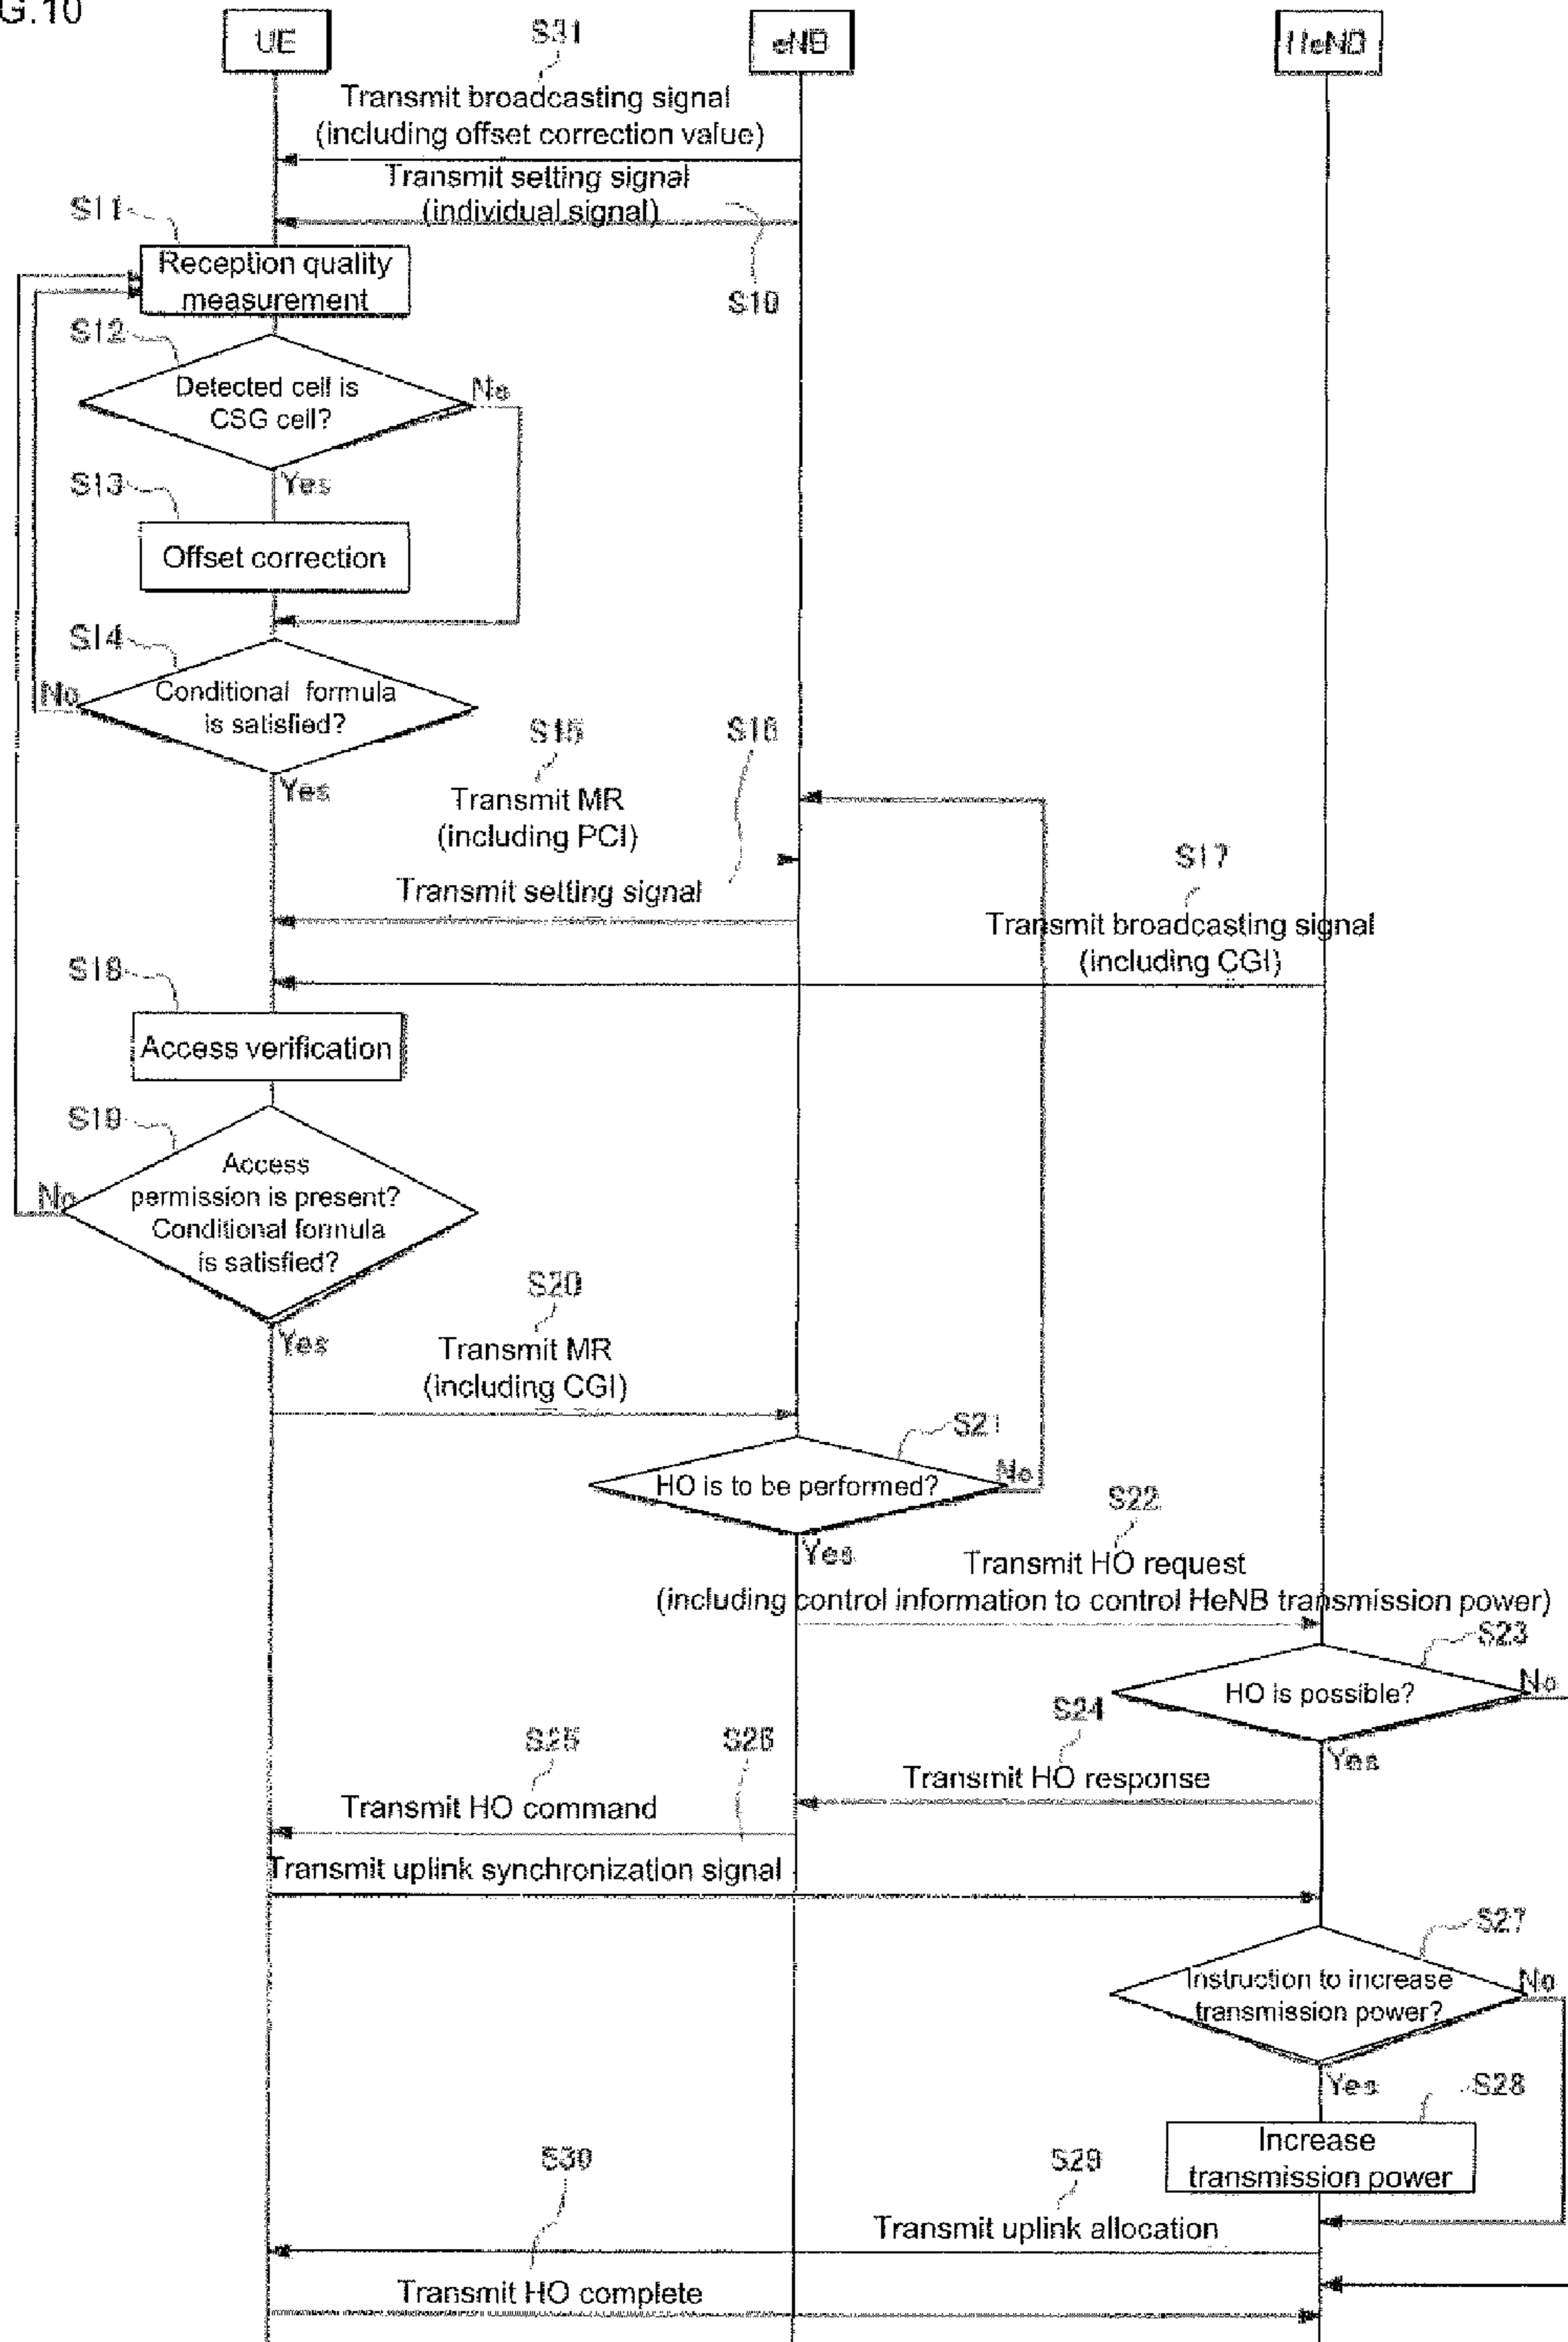 G.10
UE
S31
eNB
HeNB
Transmit broadcasting signal
(including offset correction value)
Transmit setting signal
(individual signal)
S11
S10
Reception quality
measurement
S12
Detected cell is
CSG cell?
No
Yes
S13
Offset correction
S14
Conditional formula
is satisfied?
No
Yes
S15
S16
Transmit MR
(including PCI)
Transmit setting signal
S17
Transmit broadcasting signal
(including CGI)
S18
Access verification
S19
Access
permission is present?
Conditional formula
is satisfied?
No
Yes
S20
Transmit MR
(including CGI)
S21
HO is to be performed?
No
Yes
S22
Transmit HO request
(including control information to control HeNB transmission power)
S23
HO is possible?
No
Yes
S24
Transmit HO response
S25
S26
Transmit HO command
Transmit uplink synchronization signal
S27
Instruction to increase
transmission power?
No
Yes
S28
Increase
transmission power
S29
Transmit uplink allocation
S30
Transmit HO complete